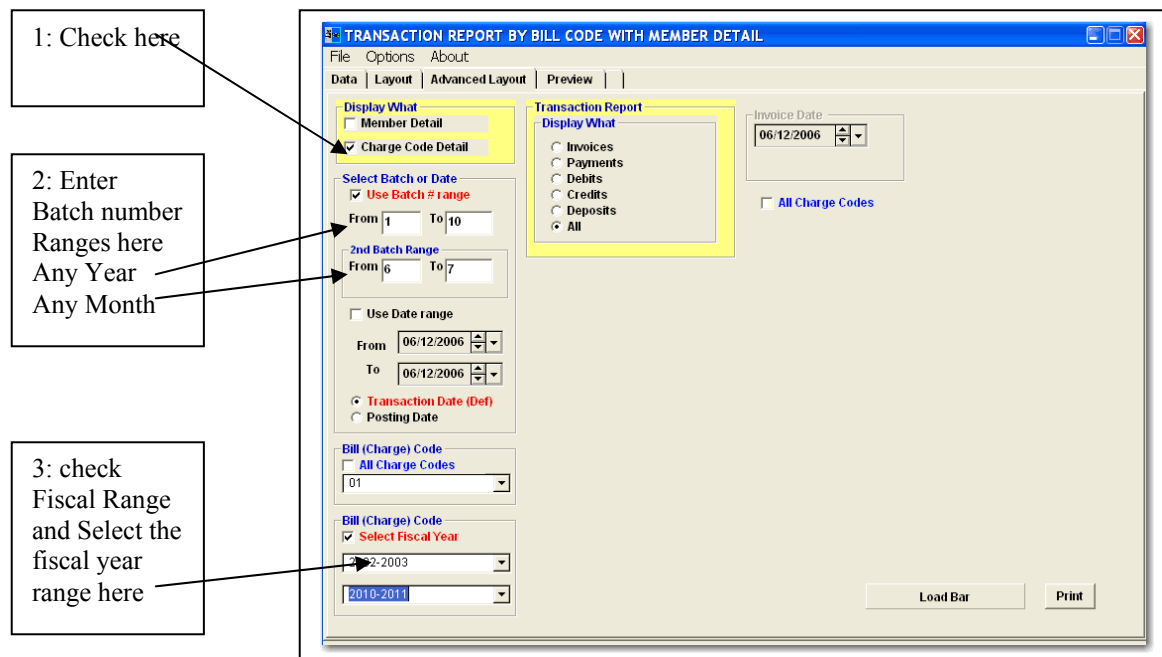 1: Check here
2: Enter
Batch number
Ranges here
Any Year
Any Month
3: check
Fiscal Range
and Select the
fiscal year
range here
TRANSACTION REPORT BY BILL CODE WITH MEMBER DETAIL
File Options About
Data Layout Advanced Layout Preview
Display What
Member Detail
Charge Code Detail
Select Batch or Date
Use Batch # range
From 1 To 10
2nd Batch Range
From 6 To 7
Use Date range
From 06/12/2006
To 06/12/2006
Transaction Date (Def)
Posting Date
Bill (Charge) Code
All Charge Codes
01
Bill (Charge) Code
Select Fiscal Year
2002-2003
2010-2011
Transaction Report
Display What
Invoices
Payments
Debits
Credits
Deposits
All
Invoice Date
06/12/2006
All Charge Codes
Load Bar
Print